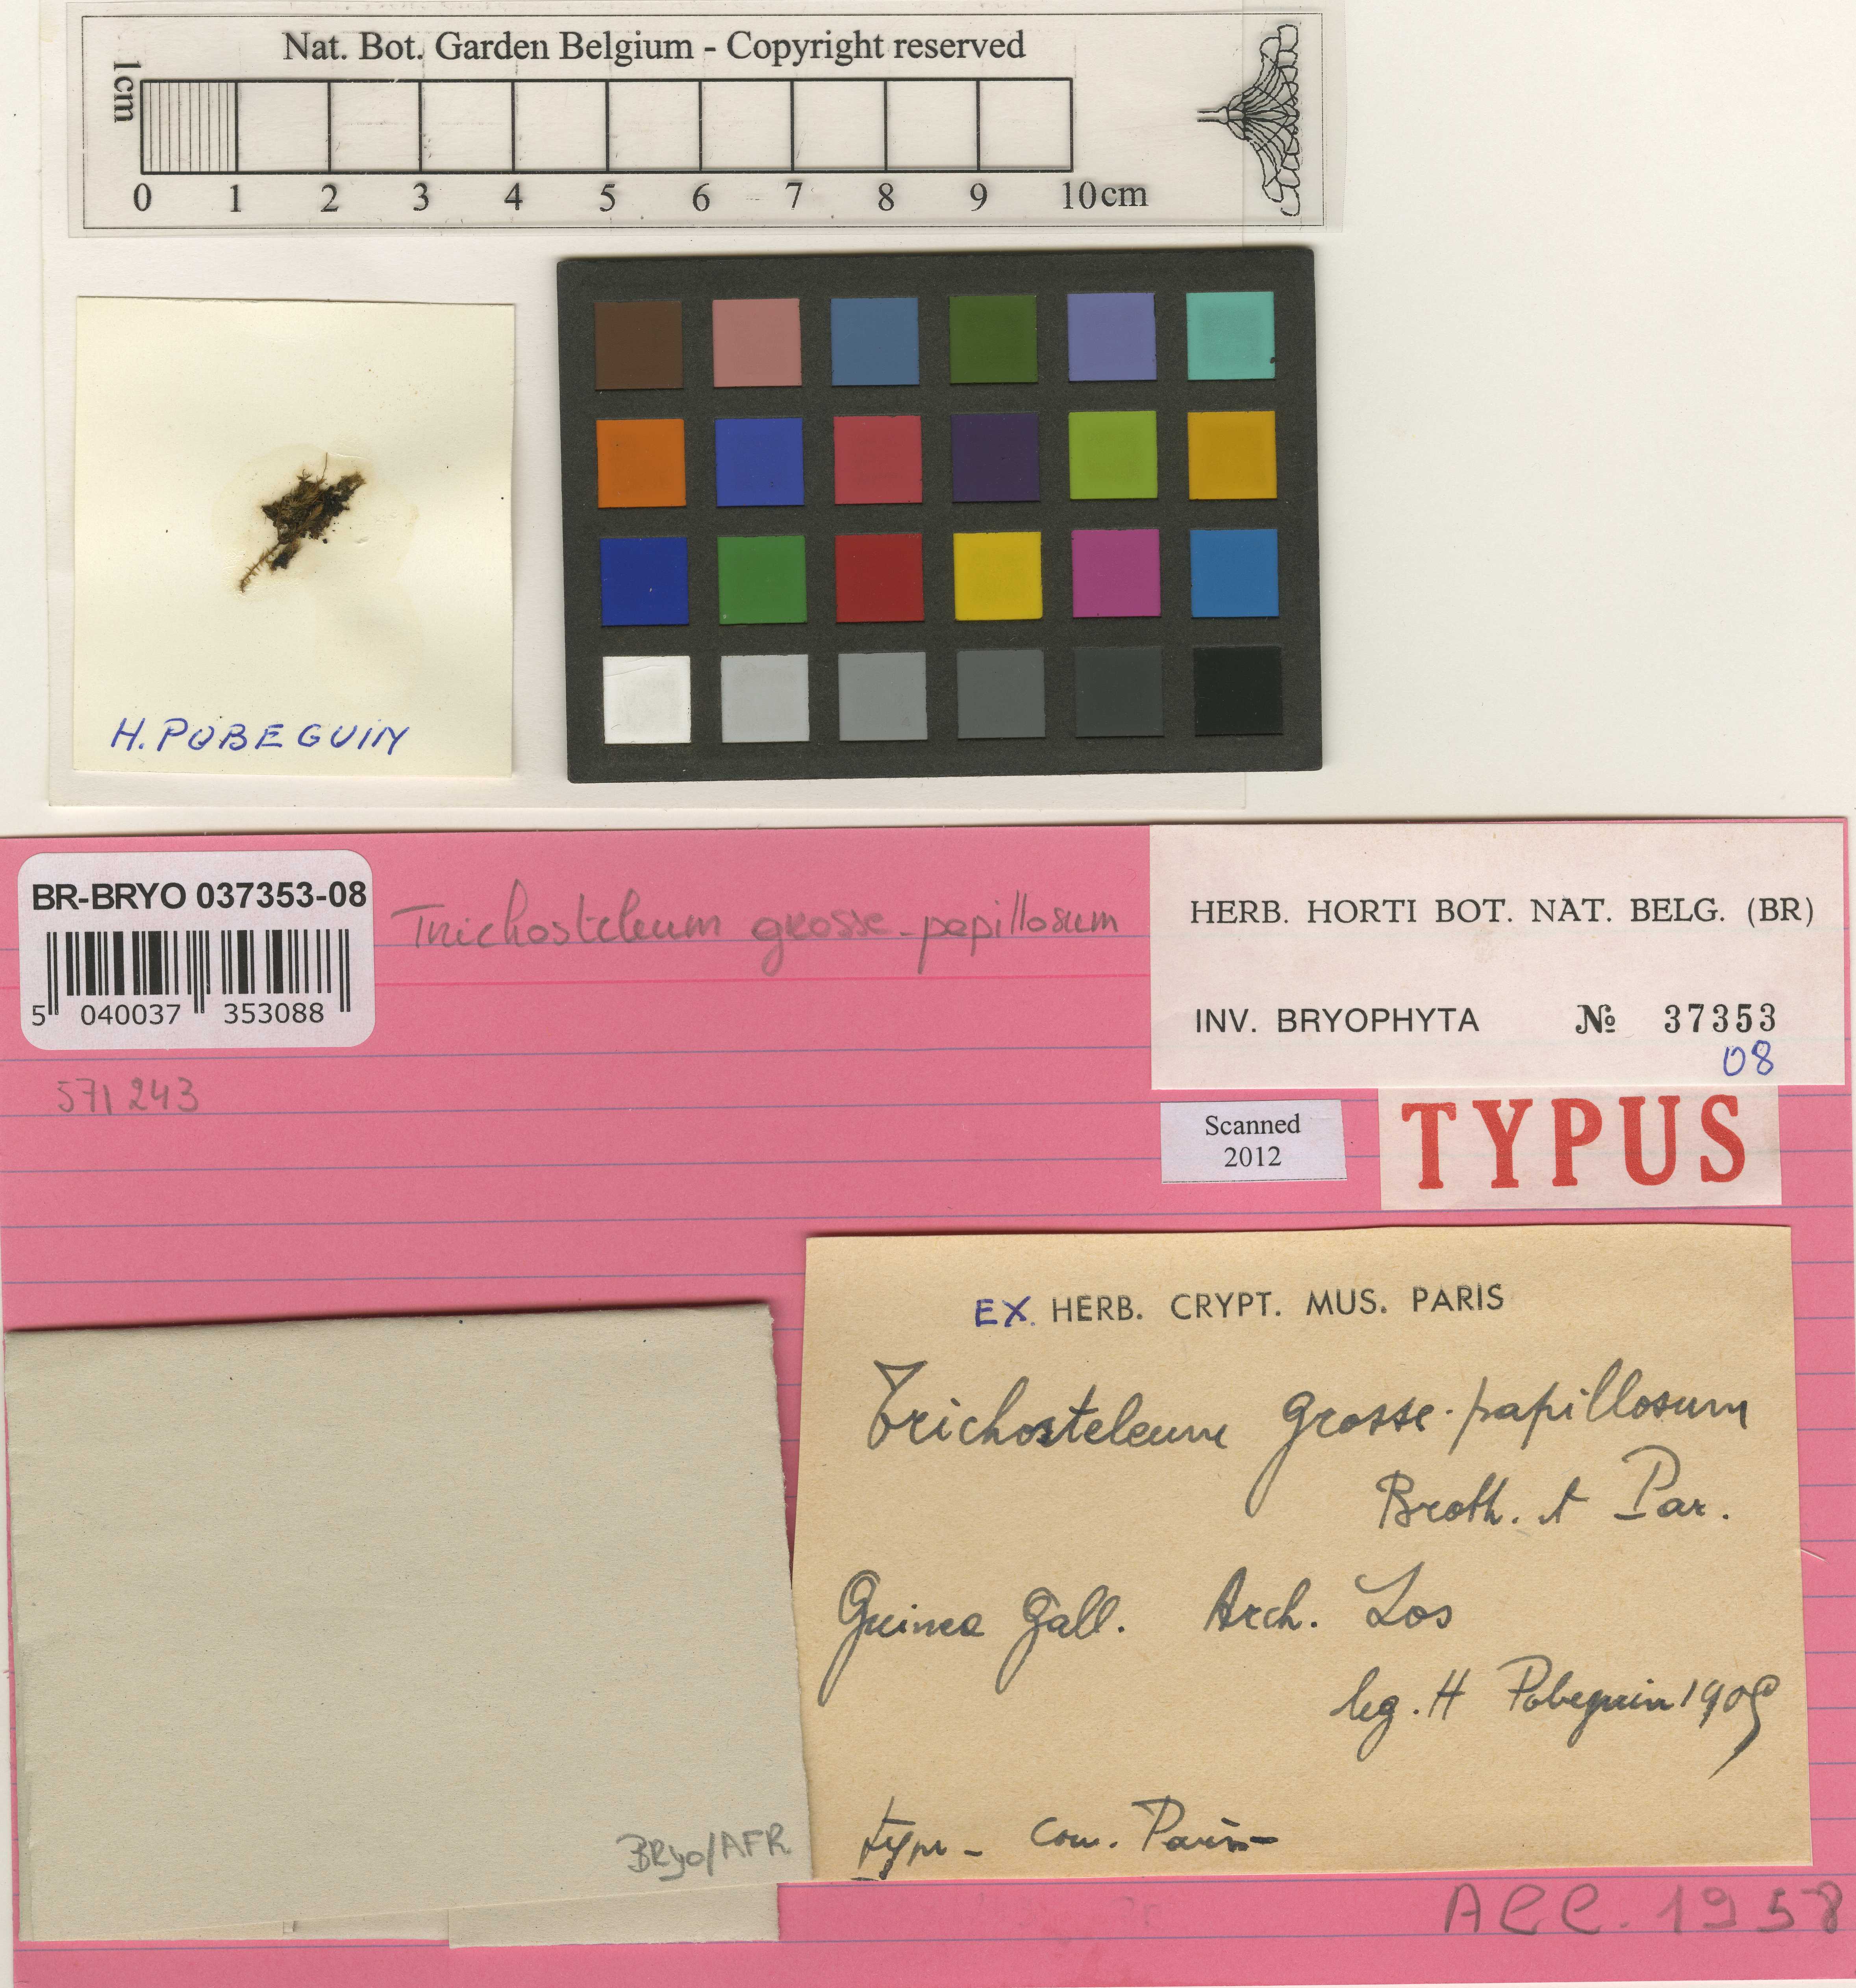 Nat. Bot. Garden Belgium - Copyright reserved
1cm
0 1 2 3 4 5 6 7 8 9 10cm
H. POBEGUIN
BR-BRYO 037353-08
5 040037 353088
Trichosteleum grosse-papillosum
HERB. HORTI BOT. NAT. BELG. (BR)
INV. BRYOPHYTA № 37353
08
571243
Scanned
2012
TYPUS
EX. HERB. CRYPT. MUS. PARIS
Trichosteleum grosse-papillosum
Broth. et Par.
Guinea Gall. Arch. Los
leg. H Pobeguin 1909
Bryo/AFR
type - com. Paris -
ACC. 1958